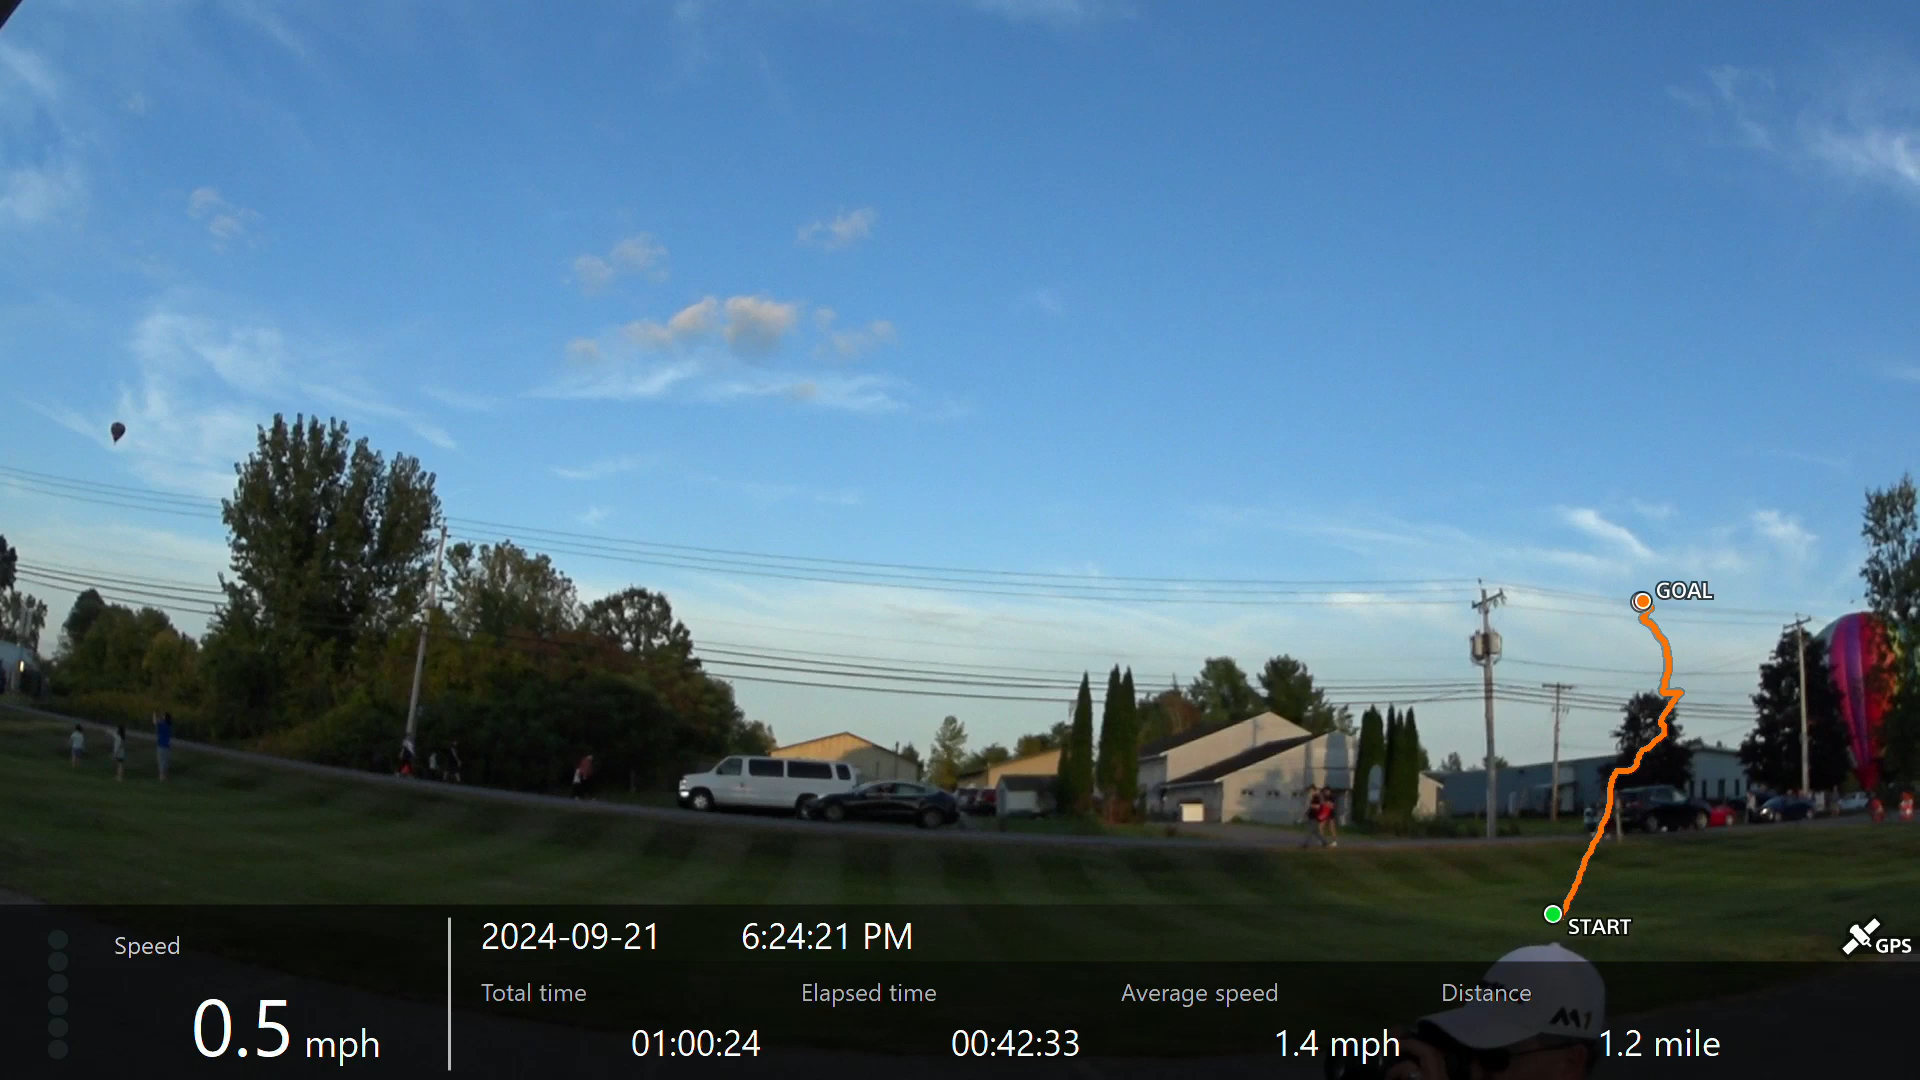 GOAL
START
GPS
Speed
0.5 mph
2024-09-21 6:24:21 PM
Total time
01:00:24
Elapsed time
00:42:33
Average speed
1.4 mph
Distance
1.2 mile
M1